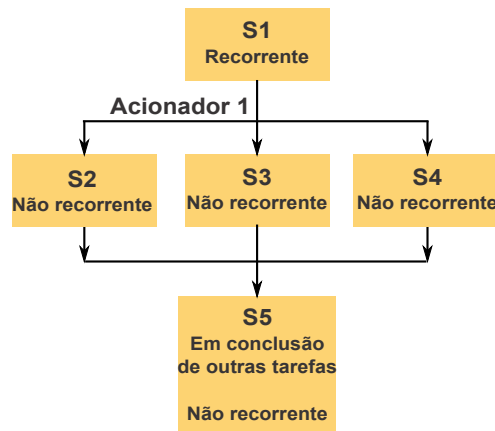 S1
Recorrente
Acionador 1
S2
Não recorrente
S3
Não recorrente
S4
Não recorrente
S5
Em conclusão
de outras tarefas
Não recorrente